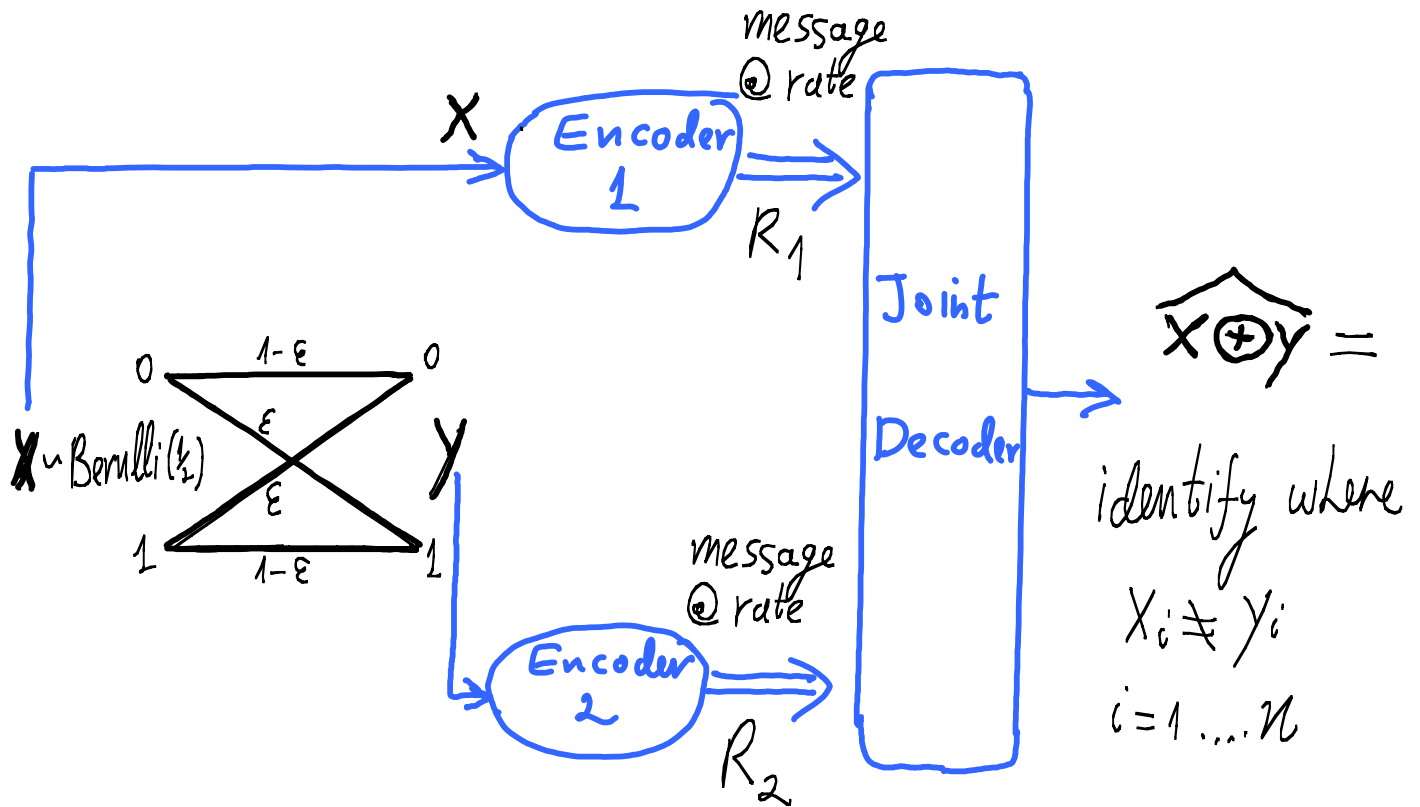 message
@ rate
X
Encoder
1
R₁
0
1-ε
0
ε
X ~ Berulli(½)
Y
ε
1
1-ε
1
message
@ rate
Encoder
2
R₂
Joint
Decoder
X⊕Y =
identify where
Xᵢ ≠ Yᵢ
i = 1 .... n